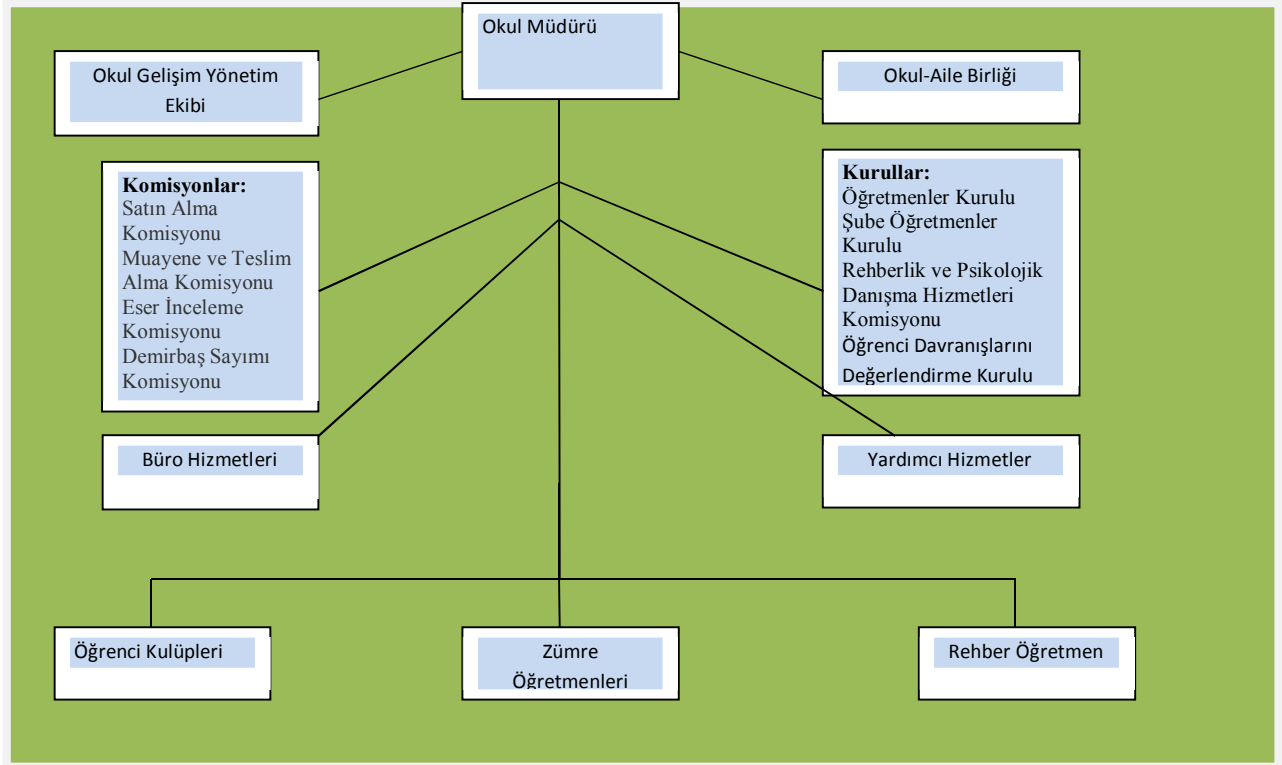 Okul Müdürü
Okul Gelişim Yönetim
Ekibi
Okul-Aile Birliği
Komisyonlar:
Satın Alma
Komisyonu
Muayene ve Teslim
Alma Komisyonu
Eser İnceleme
Komisyonu
Demirbaş Sayımı
Komisyonu
Kurullar:
Öğretmenler Kurulu
Şube Öğretmenler
Kurulu
Rehberlik ve Psikolojik
Danışma Hizmetleri
Komisyonu
Öğrenci Davranışlarını
Değerlendirme Kurulu
Büro Hizmetleri
Yardımcı Hizmetler
Öğrenci Kulüpleri
Zümre
Öğretmenleri
Rehber Öğretmen